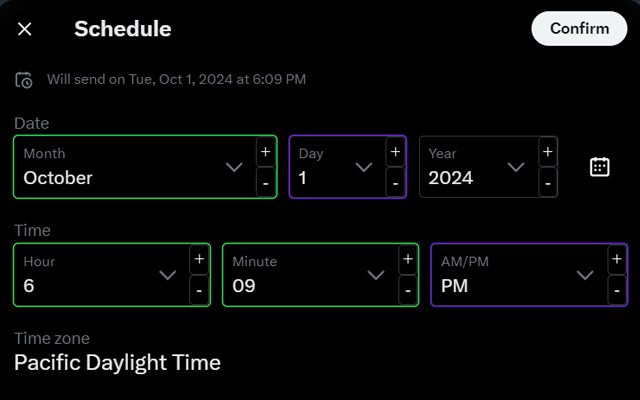 Schedule
Confirm
Will send on Tue, Oct 1, 2024 at 6:09 PM
Date
Month + Day + Year +
October - 1 - 2024 -
Time
Hour + Minute + AM/PM +
6 - 09 - PM -
Time zone
Pacific Daylight Time